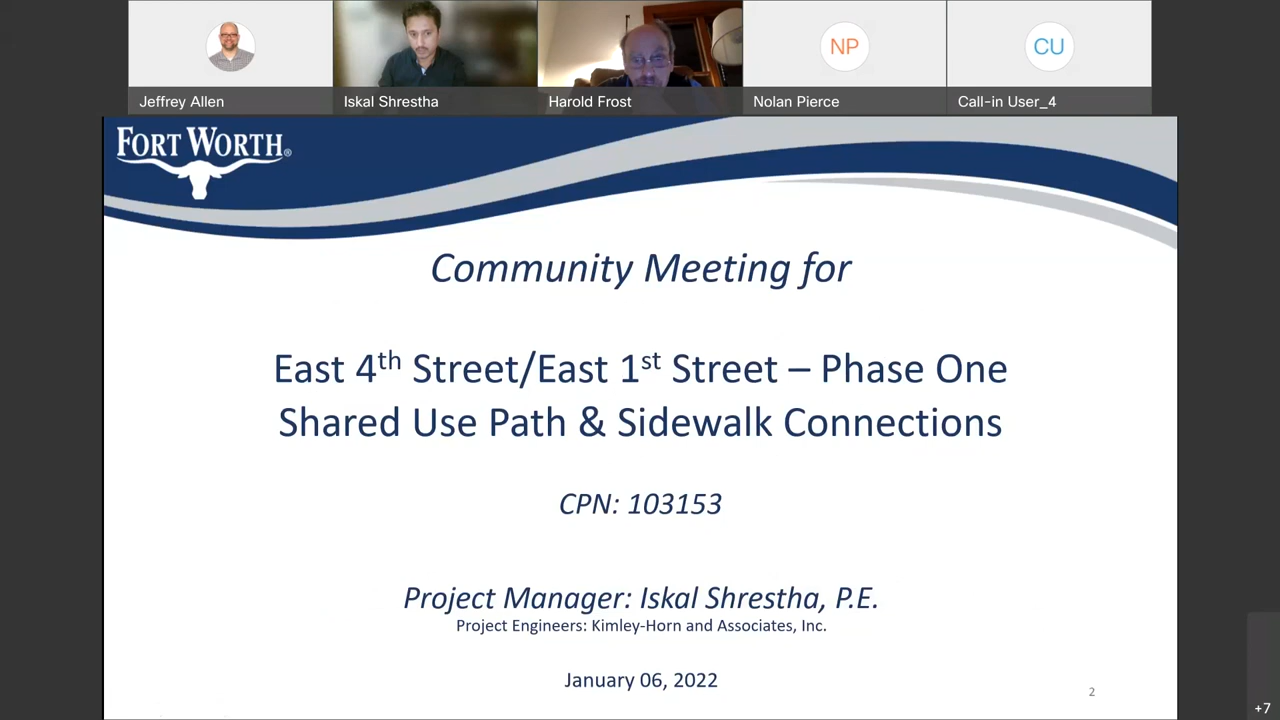 Jeffrey Allen
Iskal Shrestha
Harold Frost
NP
Nolan Pierce
CU
Call-in User_4
FORT WORTH®
Community Meeting for
East 4th Street/East 1st Street – Phase One
Shared Use Path & Sidewalk Connections
CPN: 103153
Project Manager: Iskal Shrestha, P.E.
Project Engineers: Kimley-Horn and Associates, Inc.
January 06, 2022
2
+7